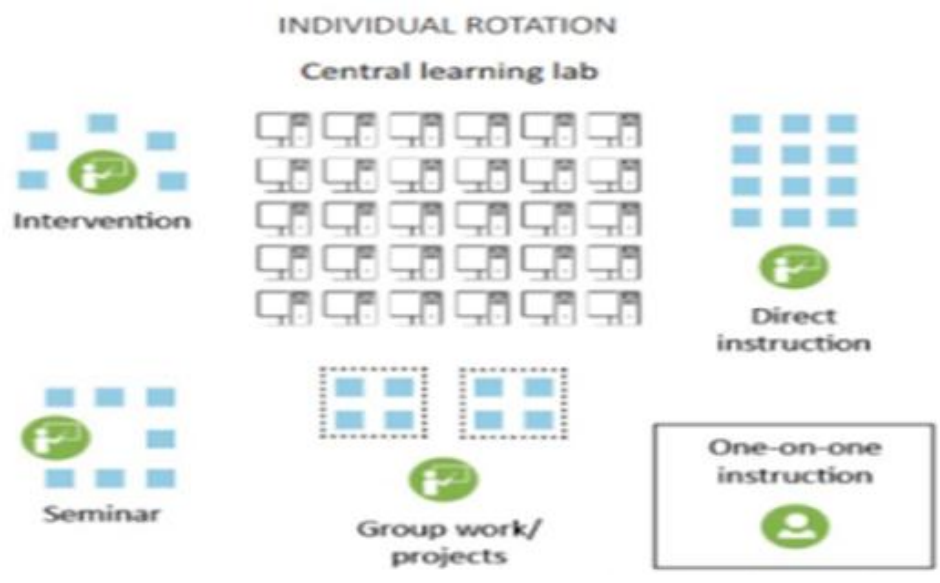 INDIVIDUAL ROTATION
Central learning lab
Intervention
Direct
instruction
Seminar
Group work/
projects
One-on-one
instruction